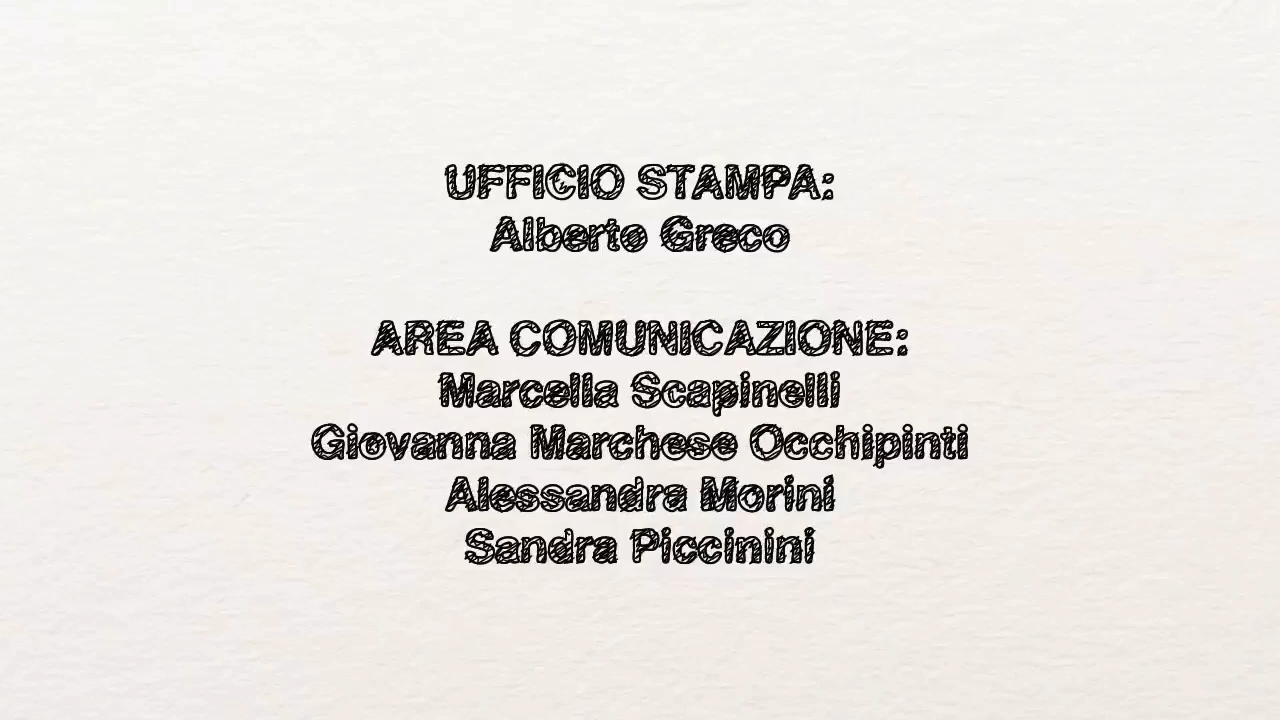 UFFICIO STAMPA:
Alberto Greco
AREA COMUNICAZIONE:
Marcella Scapinelli
Giovanna Marchese Occhipinti
Alessandra Morini
Sandra Piccinini